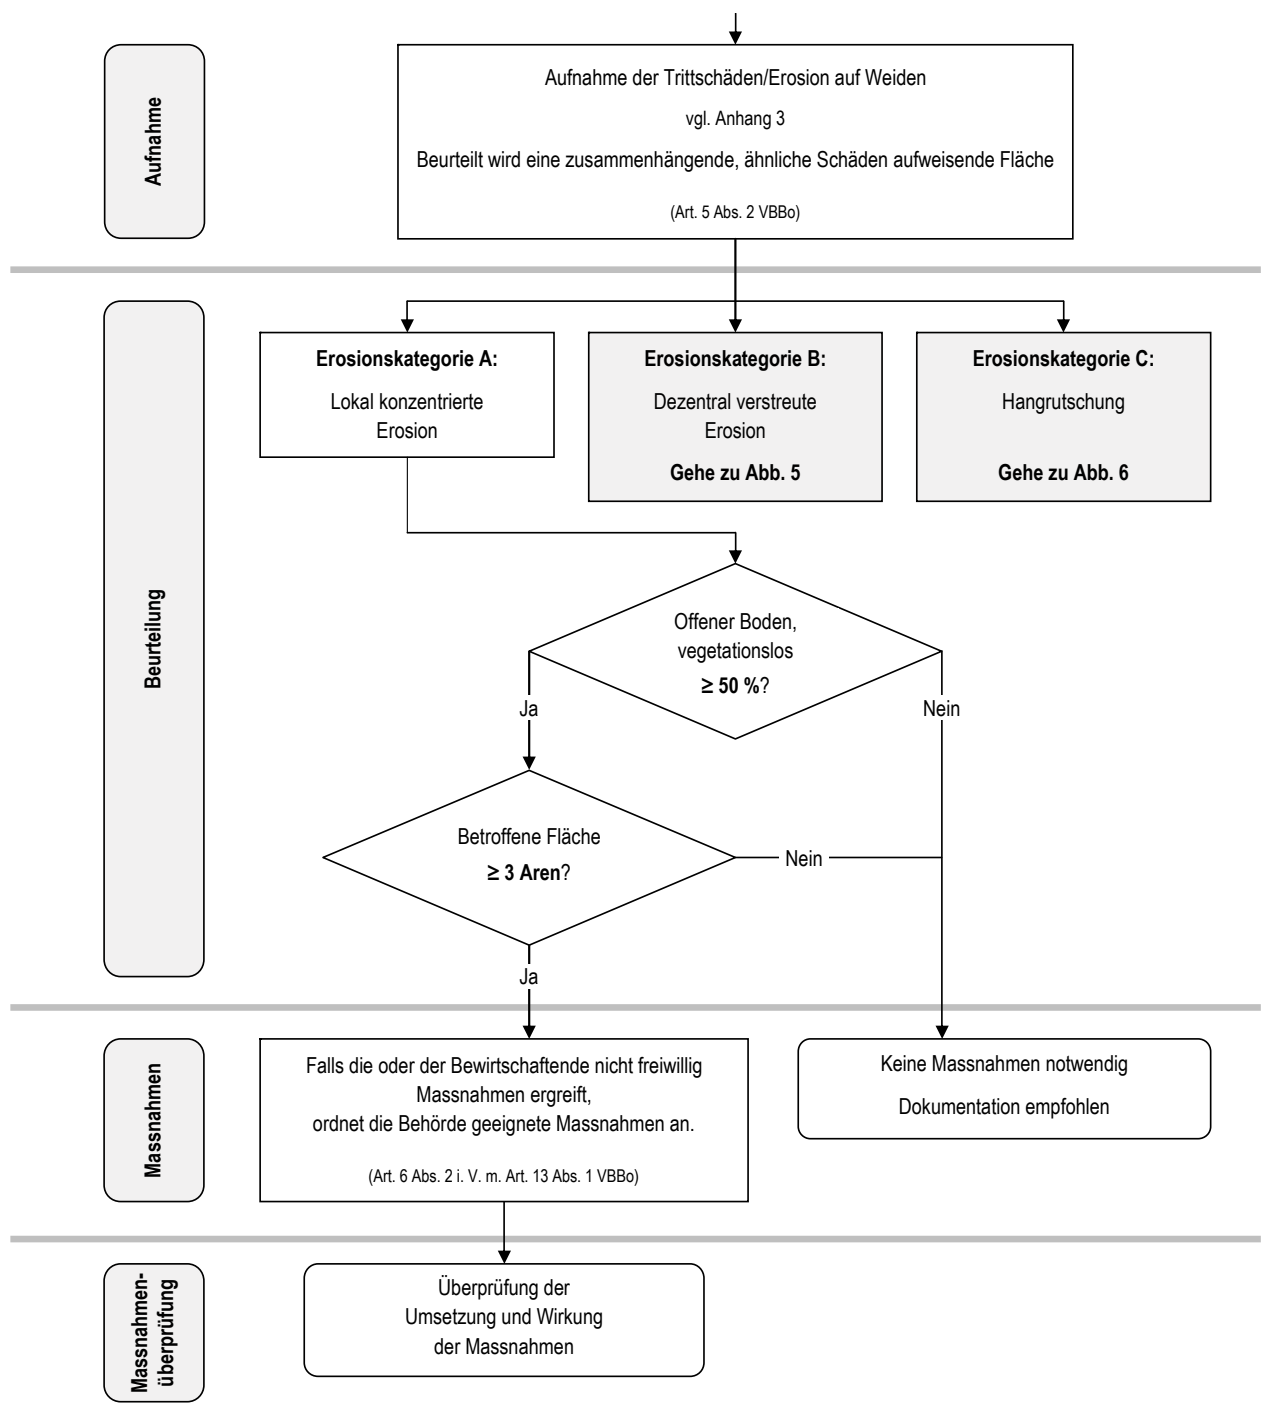 Aufnahme
Aufnahme der Trittschäden/Erosion auf Weiden
vgl. Anhang 3
Beurteilt wird eine zusammenhängende, ähnliche Schäden aufweisende Fläche
(Art. 5 Abs. 2 VBBo)
Beurteilung
Erosionskategorie A:
Lokal konzentrierte
Erosion
Erosionskategorie B:
Dezentral verstreute
Erosion
Gehe zu Abb. 5
Erosionskategorie C:
Hangrutschung
Gehe zu Abb. 6
Offener Boden,
vegetationslos
≥ 50 %?
Ja
Nein
Betroffene Fläche
≥ 3 Aren?
Nein
Ja
Massnahmen
Falls die oder der Bewirtschaftende nicht freiwillig
Massnahmen ergreift,
ordnet die Behörde geeignete Massnahmen an.
(Art. 6 Abs. 2 i. V. m. Art. 13 Abs. 1 VBBo)
Keine Massnahmen notwendig
Dokumentation empfohlen
Massnahmen-
überprüfung
Überprüfung der
Umsetzung und Wirkung
der Massnahmen